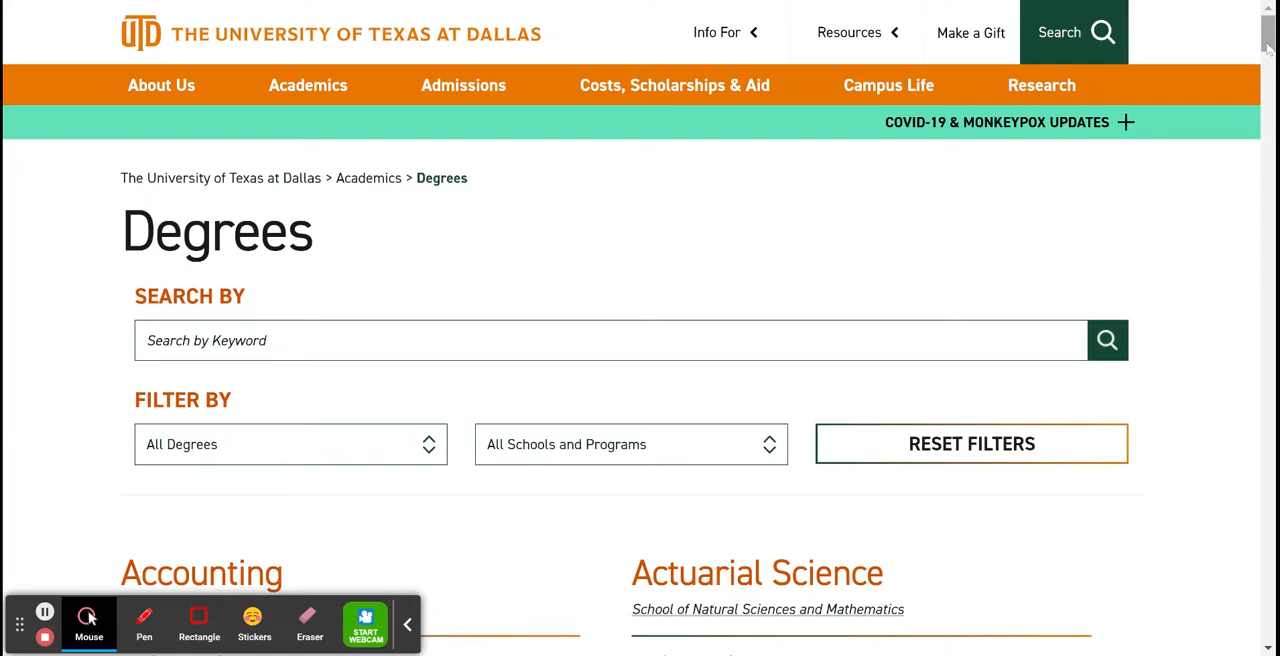 UTD THE UNIVERSITY OF TEXAS AT DALLAS
Info For
Resources
Make a Gift
Search
About Us
Academics
Admissions
Costs, Scholarships & Aid
Campus Life
Research
COVID-19 & MONKEYPOX UPDATES
The University of Texas at Dallas > Academics > Degrees
Degrees
SEARCH BY
Search by Keyword
FILTER BY
All Degrees
All Schools and Programs
RESET FILTERS
Accounting
Actuarial Science
School of Natural Sciences and Mathematics
Mouse
Pen
Rectangle
Stickers
Eraser
START
WEBCAM